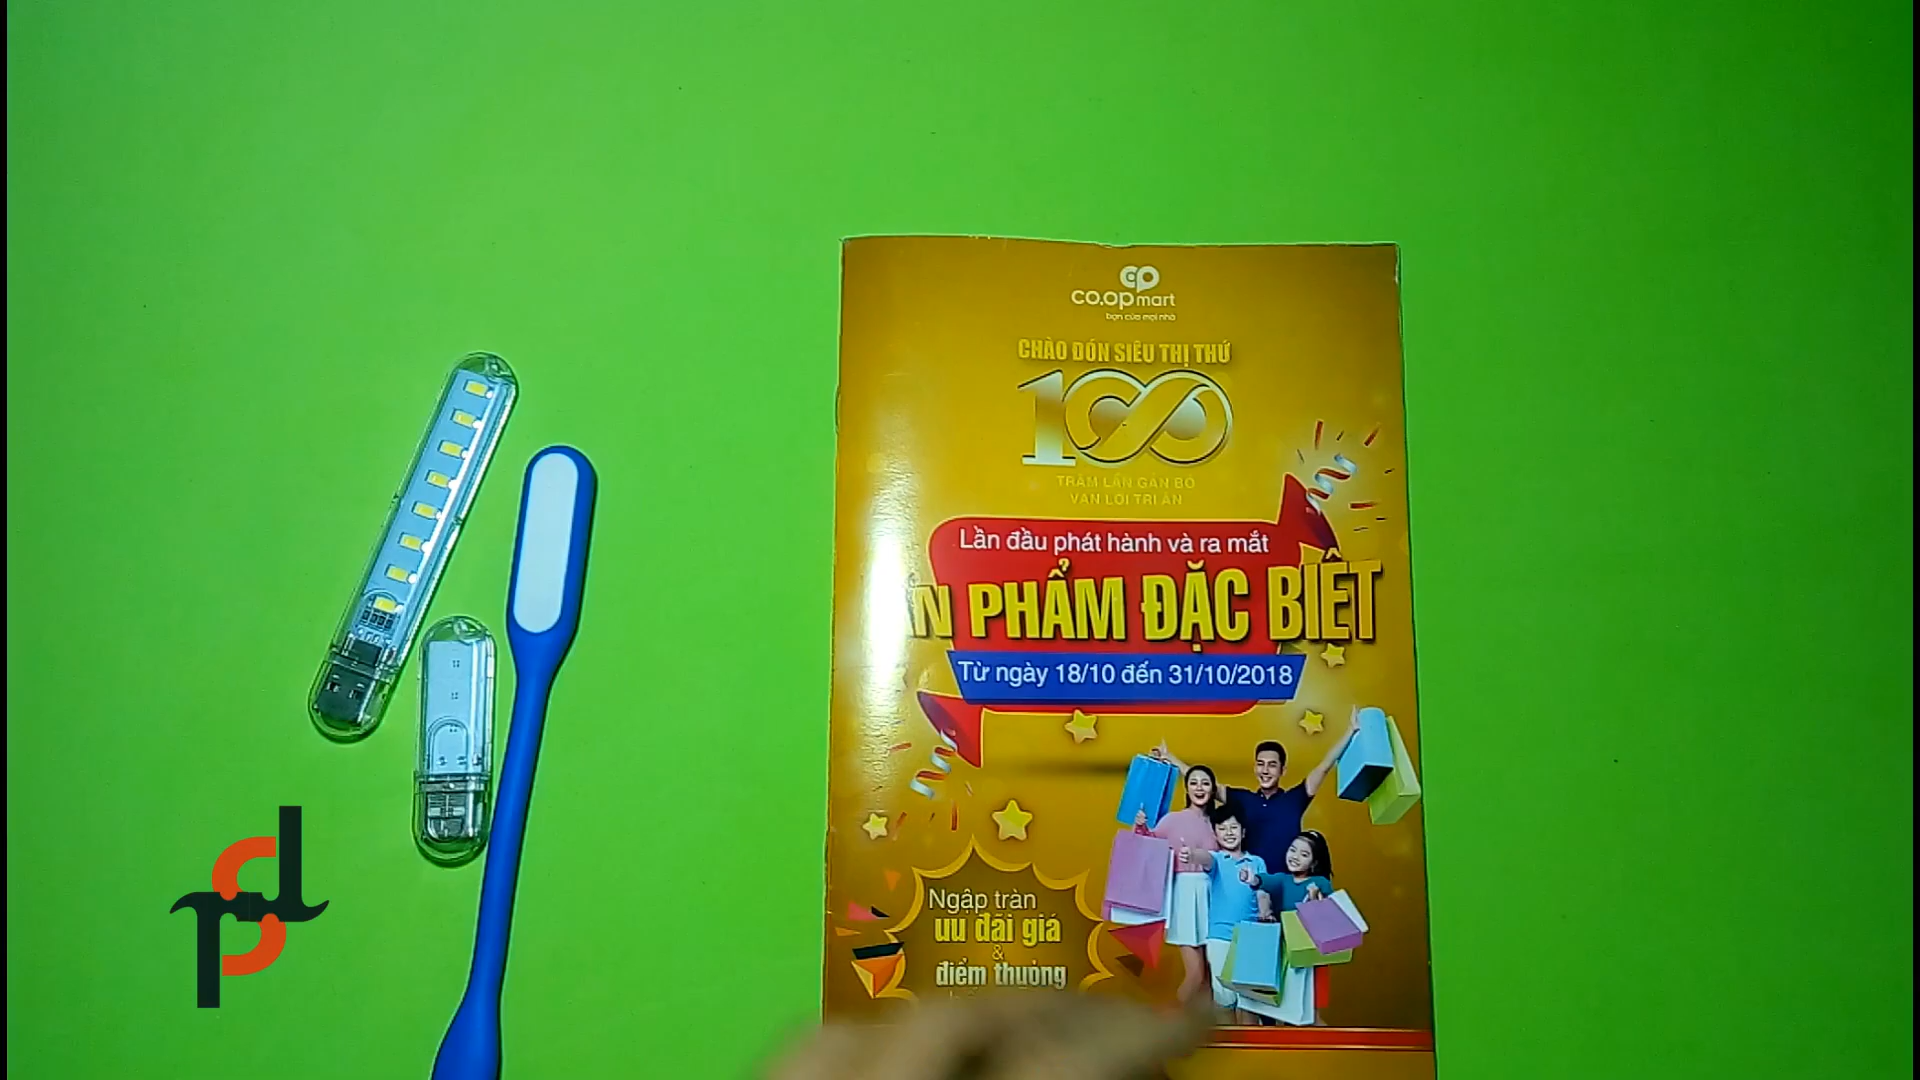 co.op mart
bạn của mọi nhà
CHÀO ĐÓN SIÊU THỊ THỨ
100
TRĂM LẦN GẮN BÓ
VẠN LỜI TRI ÂN
Lần đầu phát hành và ra mắt
PHẨM ĐẶC BIỆT
Từ ngày 18/10 đến 31/10/2018
Ngập tràn
ưu đãi giá
&
điểm thưởng